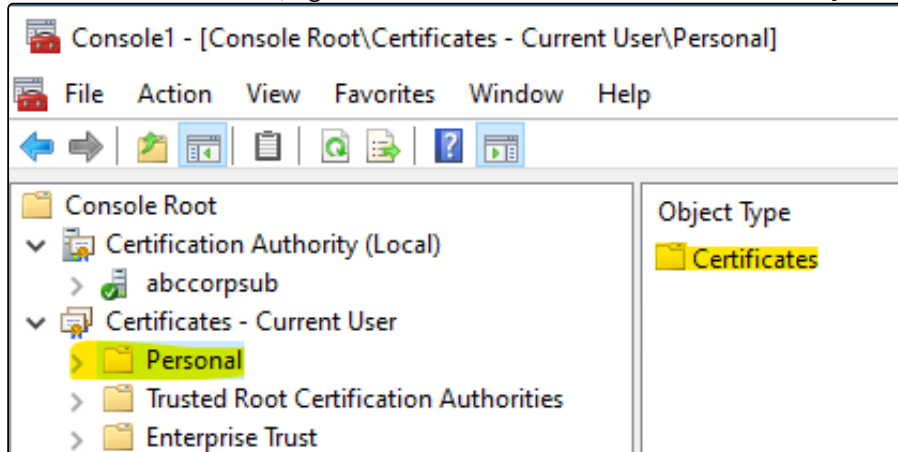 Console1 - [Console Root\Certificates - Current User\Personal]
File Action View Favorites Window Help
Console Root
Certification Authority (Local)
abccorpsub
Certificates - Current User
Personal
Trusted Root Certification Authorities
Enterprise Trust
Object Type
Certificates